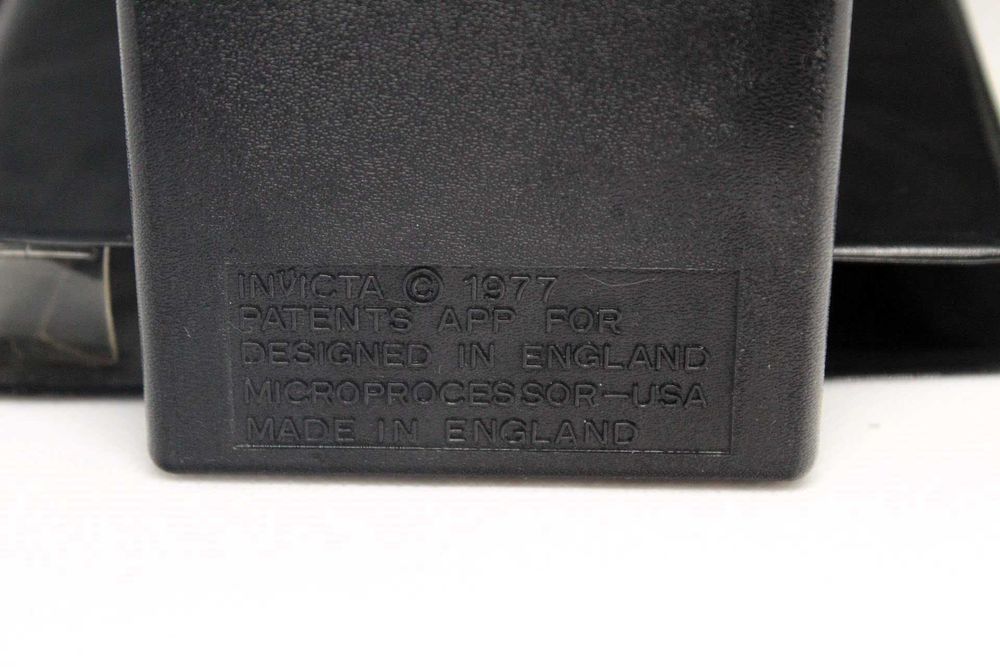 INVICTA © 1977
PATENTS APP FOR
DESIGNED IN ENGLAND
MICROPROCESSOR-USA
MADE IN ENGLAND